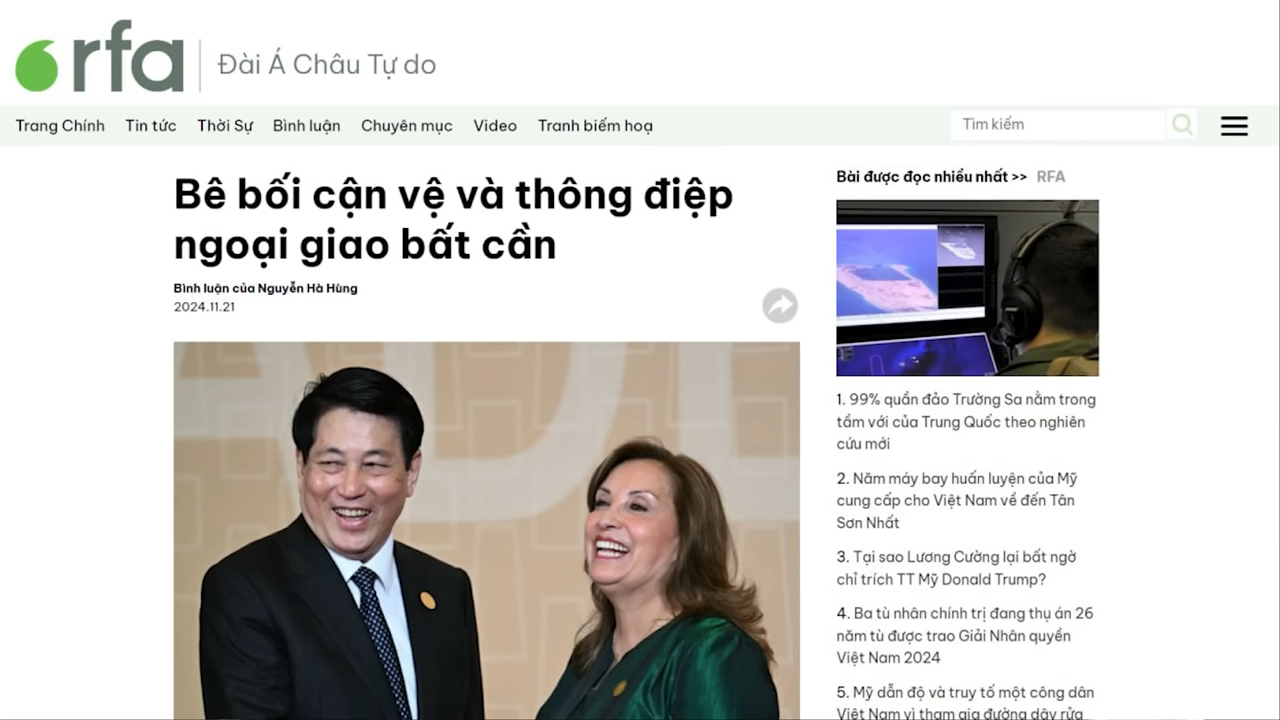 rfa
Đài Á Châu Tự do
Trang Chính Tin tức Thời Sự Bình luận Chuyên mục Video Tranh biếm hoạ
Tìm kiếm
Bê bối cận vệ và thông điệp
ngoại giao bất cần
Bình luận của Nguyễn Hà Hùng
2024.11.21
Bài được đọc nhiều nhất >> RFA
1. 99% quần đảo Trường Sa nằm trong
tầm với của Trung Quốc theo nghiên
cứu mới
2. Năm máy bay huấn luyện của Mỹ
cung cấp cho Việt Nam về đến Tân
Sơn Nhất
3. Tại sao Lương Cường lại bất ngờ
chỉ trích TT Mỹ Donald Trump?
4. Ba tù nhân chính trị đang thụ án 26
năm tù được trao Giải Nhân quyền
Việt Nam 2024
5. Mỹ dẫn độ và truy tố một công dân
Việt Nam vì tham gia đường dây rửa